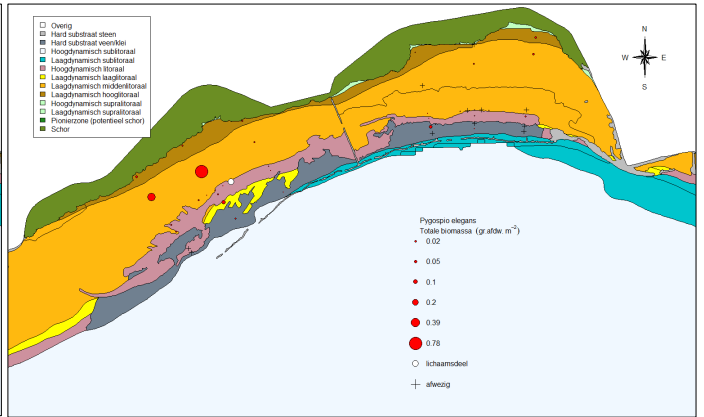 Overig
Hard substraat steen
Hard substraat veen/klei
Hoogdynamisch sublitoraal
Laagdynamisch sublitoraal
Hoogdynamisch litoraal
Laagdynamisch laaglitoraal
Laagdynamisch middenlitoraal
Laagdynamisch hooglitoraal
Hoogdynamisch supralitoraal
Laagdynamisch supralitoraal
Pionierzone (potentieel schor)
Schor
N
W E
S
Pygospio elegans
Totale biomassa (gr.afdw. m⁻²)
0.02
0.05
0.1
0.2
0.39
0.78
lichaamsdeel
afwezig